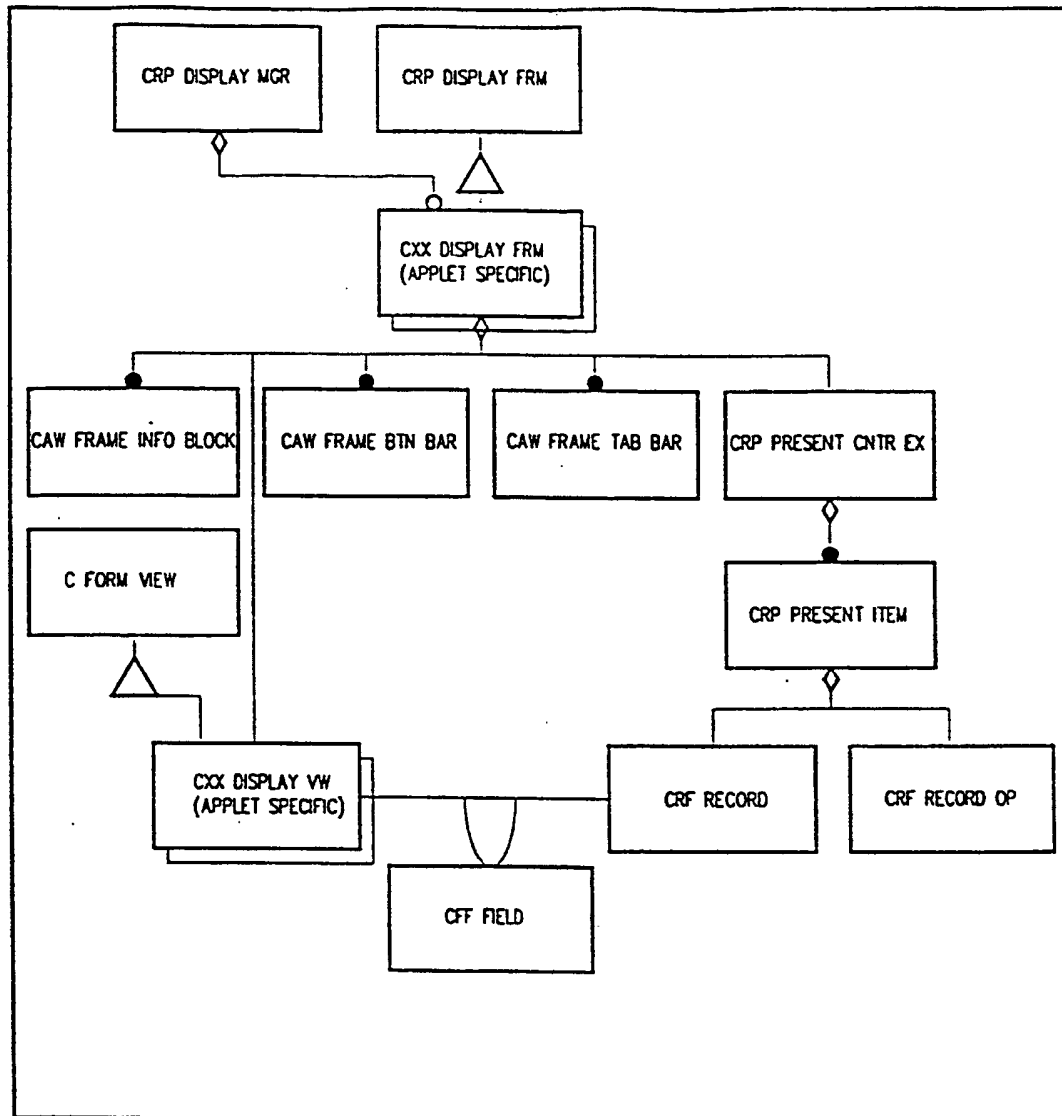 CRP DISPLAY MGR
CRP DISPLAY FRM
CXX DISPLAY FRM
(APPLET SPECIFIC)
CAW FRAME INFO BLOCK
CAW FRAME BTN BAR
CAW FRAME TAB BAR
CRP PRESENT CNTR EX
C FORM VIEW
CRP PRESENT ITEM
CXX DISPLAY VW
(APPLET SPECIFIC)
CRF RECORD
CRF RECORD OP
CFF FIELD